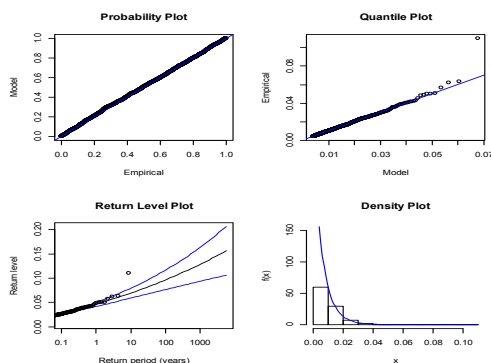 Probability Plot
Model
0.0 0.2 0.4 0.6 0.8 1.0
0.0 0.2 0.4 0.6 0.8 1.0
Empirical
Quantile Plot
Empirical
0.00 0.04 0.08
0.01 0.03 0.05 0.07
Model
Return Level Plot
Return level
0.00 0.05 0.10 0.15 0.20
0.1 1 10 100 1000
Return period (years)
Density Plot
f(x)
0 50 100 150
0.00 0.02 0.04 0.06 0.08 0.10
x